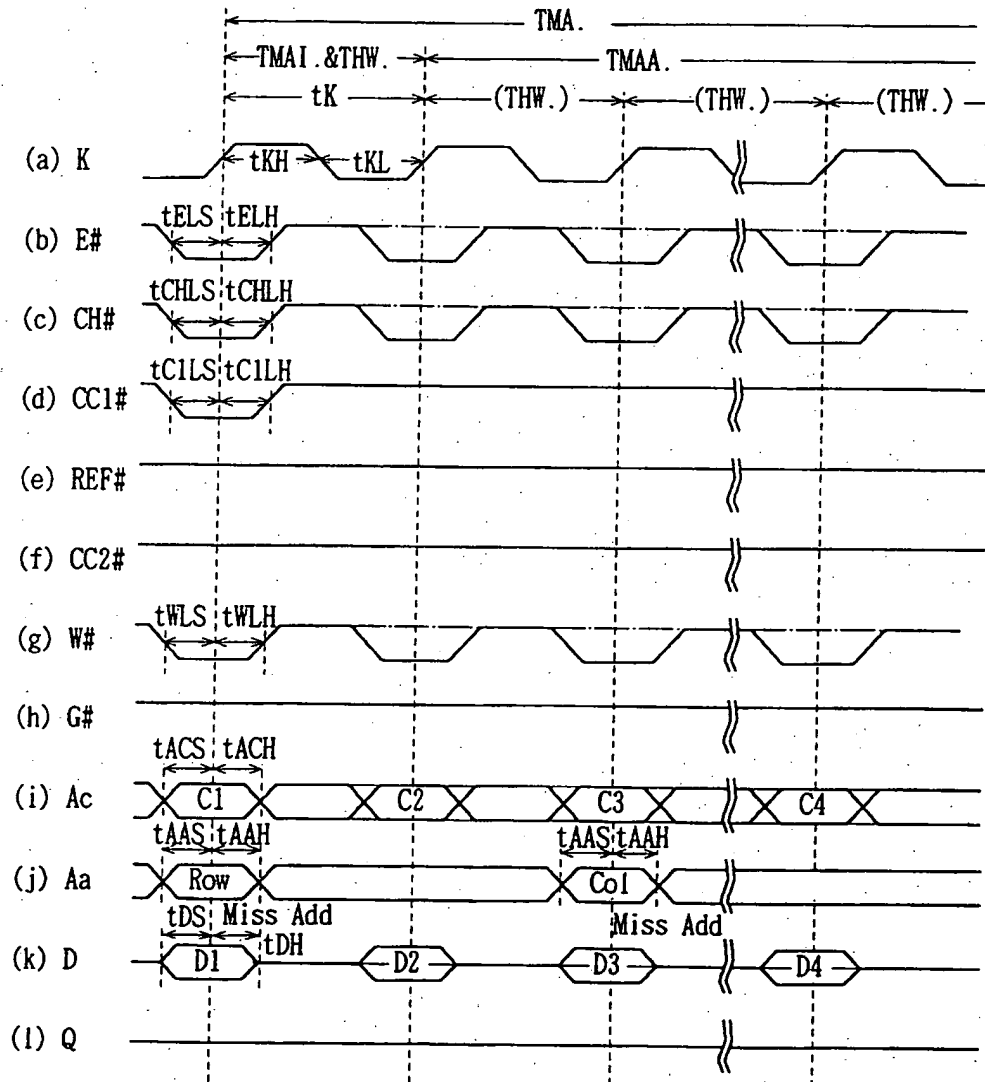 TMA.
TMAI.&THW. TMAA.
tK (THW.) (THW.) (THW.)
(a) K tKH tKL
tELS tELH
(b) E#
tCHLS tCHLH
(c) CH#
tC1LS tC1LH
(d) CC1#
(e) REF#
(f) CC2#
tWLS tWLH
(g) W#
(h) G#
tACS tACH
(i) Ac C1 C2 C3 C4
tAAS tAAH tAAS tAAH
(j) Aa Row Col
tDS Miss Add Miss Add
tDH
(k) D D1 D2 D3 D4
(l) Q